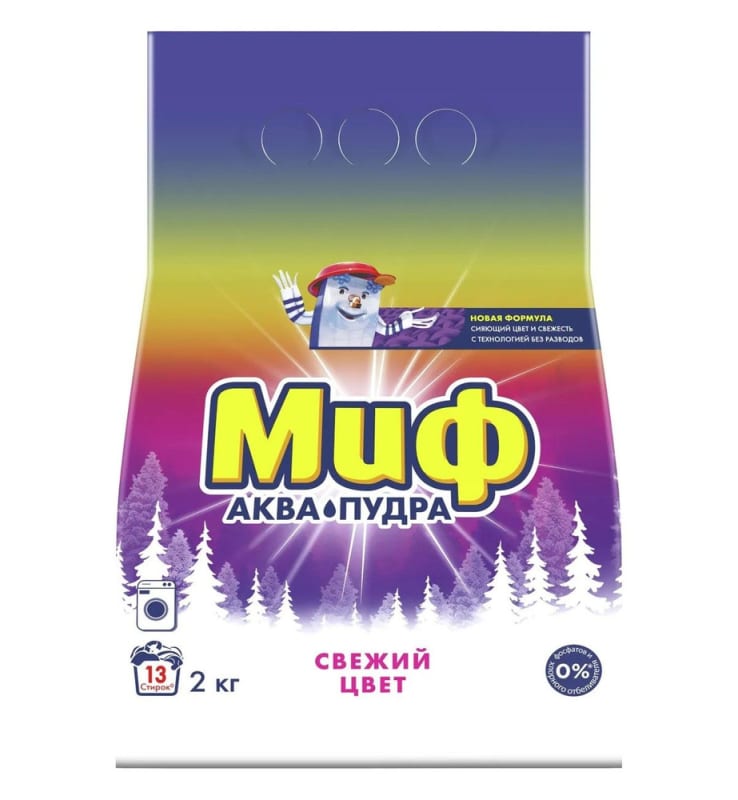 НОВАЯ ФОРМУЛА
СИЯЮЩИЙ ЦВЕТ И СВЕЖЕСТЬ
С ТЕХНОЛОГИЕЙ БЕЗ РАЗВОДОВ
Миф
АКВА ПУДРА
СВЕЖИЙ
ЦВЕТ
13
Стирок*
2 кг
фосфатов и
0%*
хлорного отбеливателя